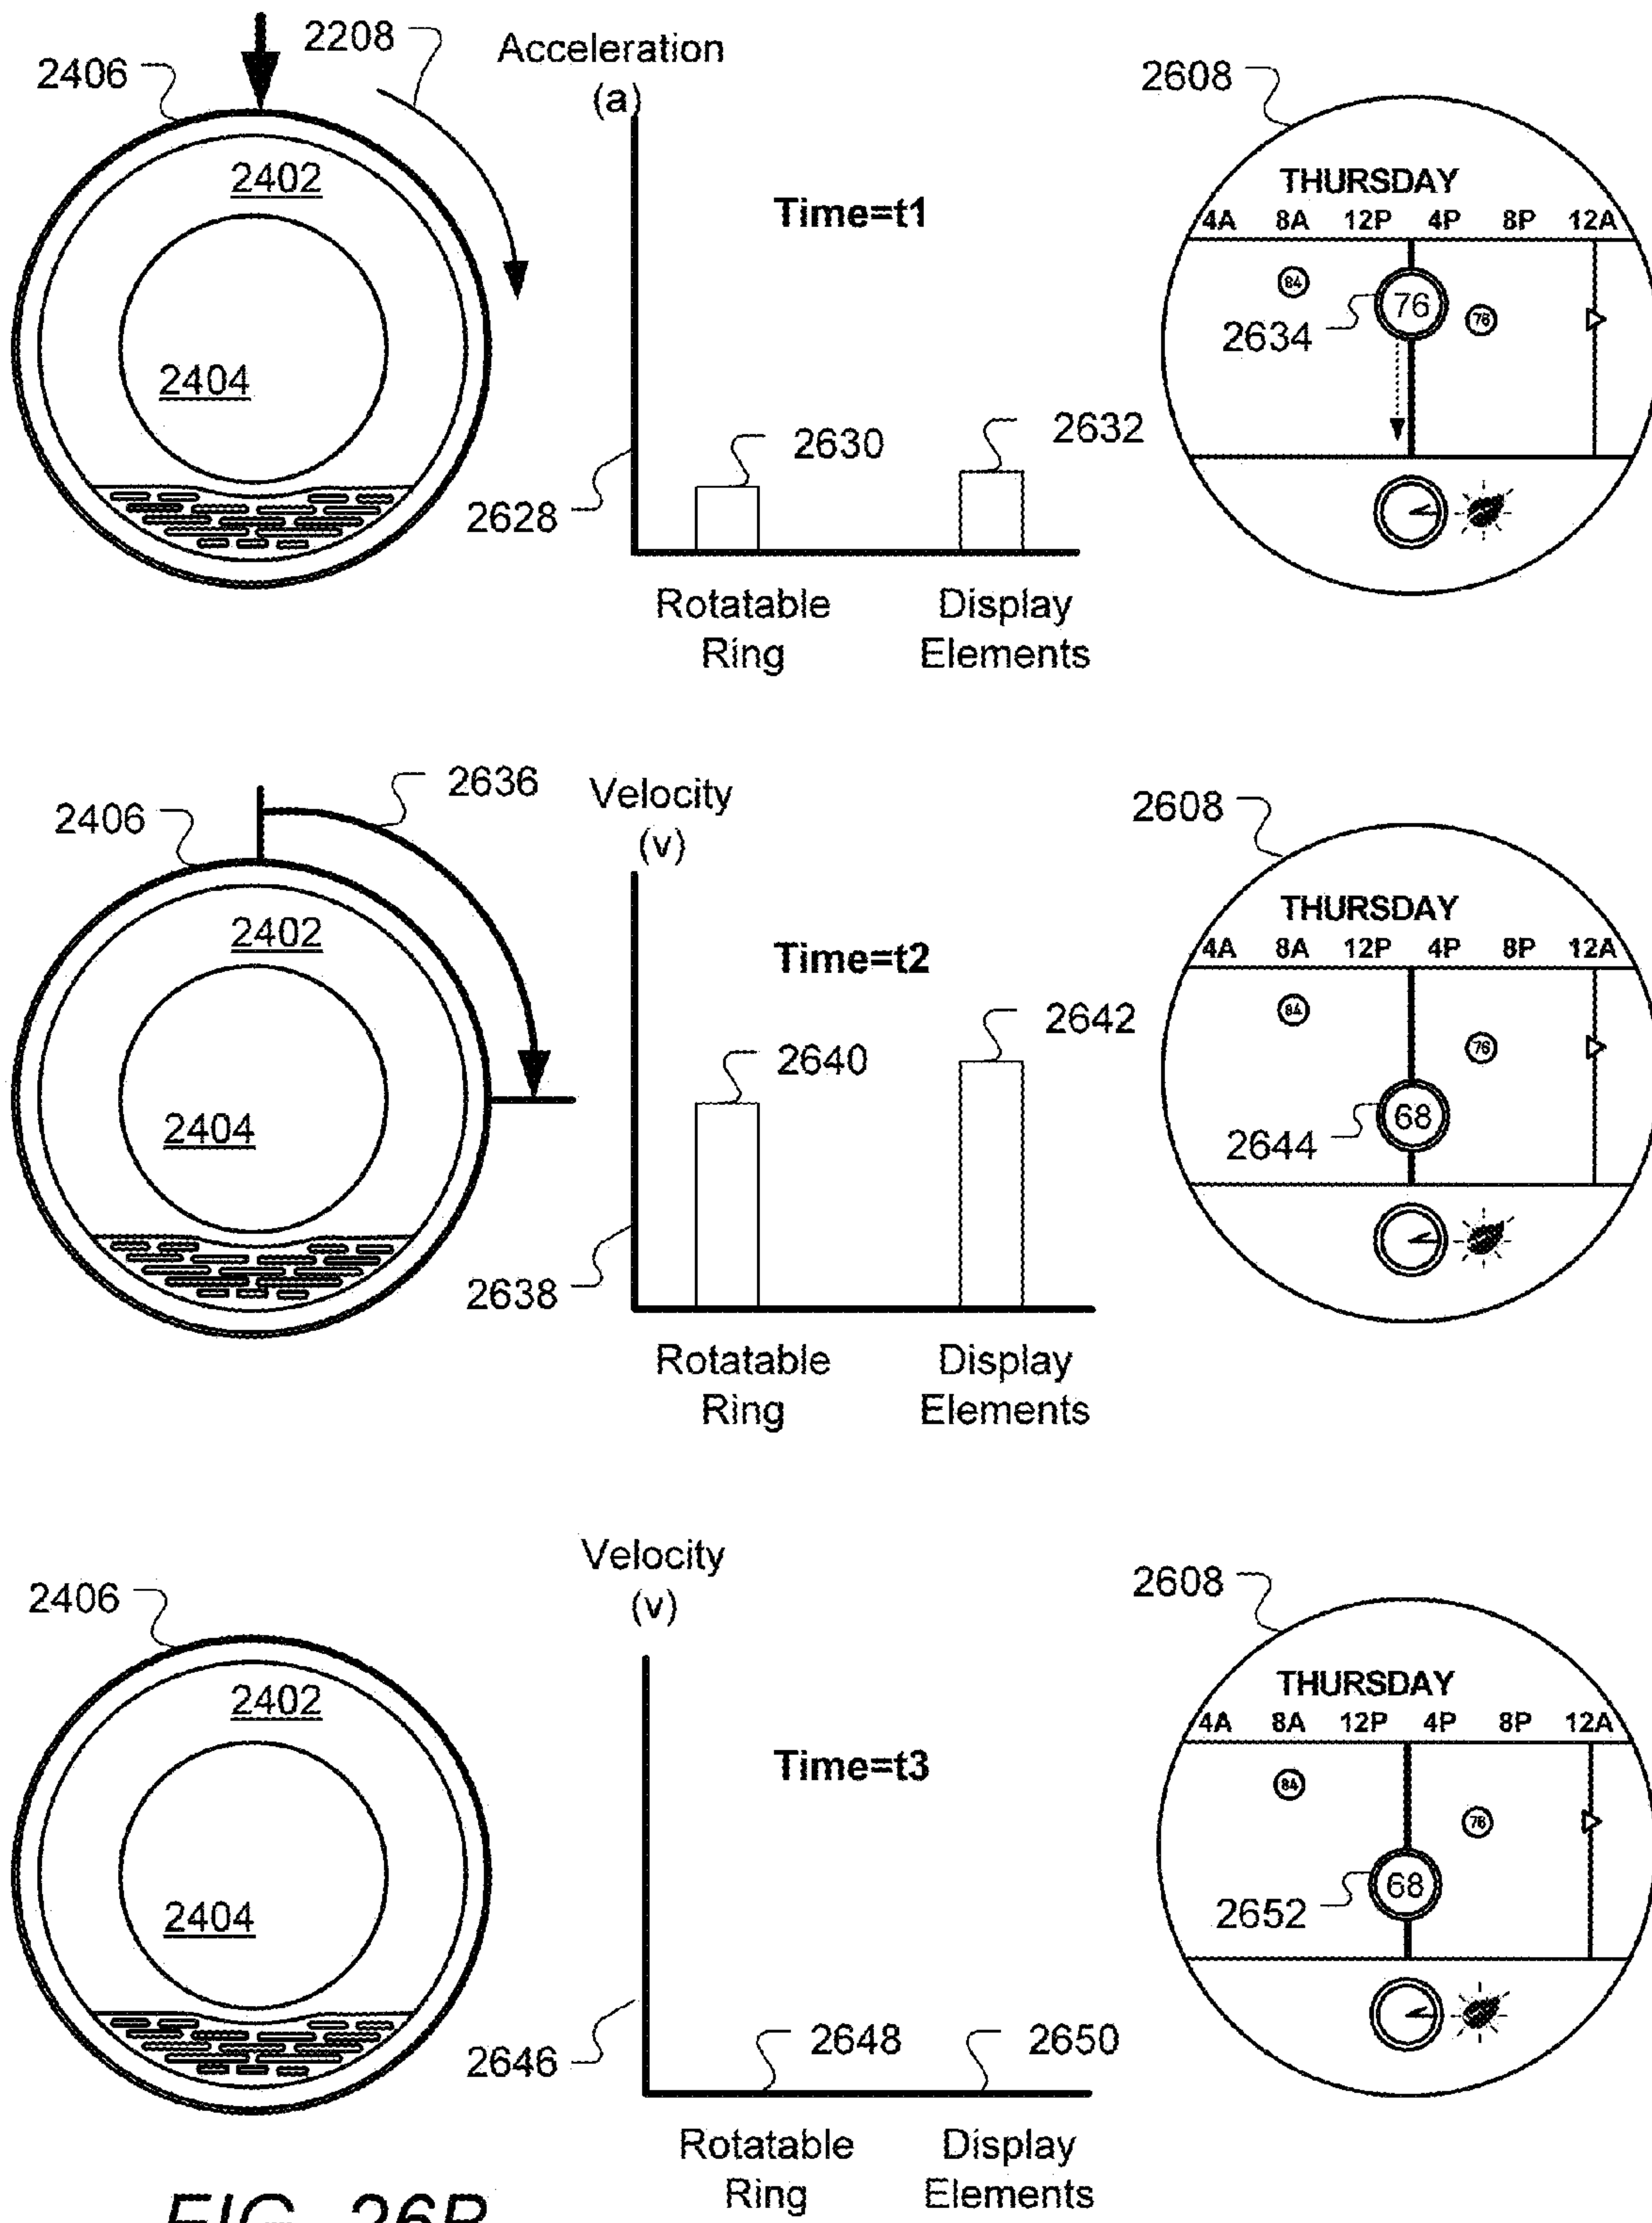 2208
Acceleration
(a)
2406
2608
2402
Time=t1
THURSDAY
4A 8A 12P 4P 8P 12A
84
76
76
2634
2404
2630
2632
2628
Rotatable
Ring
Display
Elements
2636
Velocity
(v)
2406
2608
2402
Time=t2
THURSDAY
4A 8A 12P 4P 8P 12A
84
76
2642
2640
68
2644
2404
2638
Rotatable
Ring
Display
Elements
Velocity
(v)
2406
2608
2402
Time=t3
THURSDAY
4A 8A 12P 4P 8P 12A
84
76
68
2652
2404
2648
2650
2646
Rotatable
Ring
Display
Elements
FIG. 26B